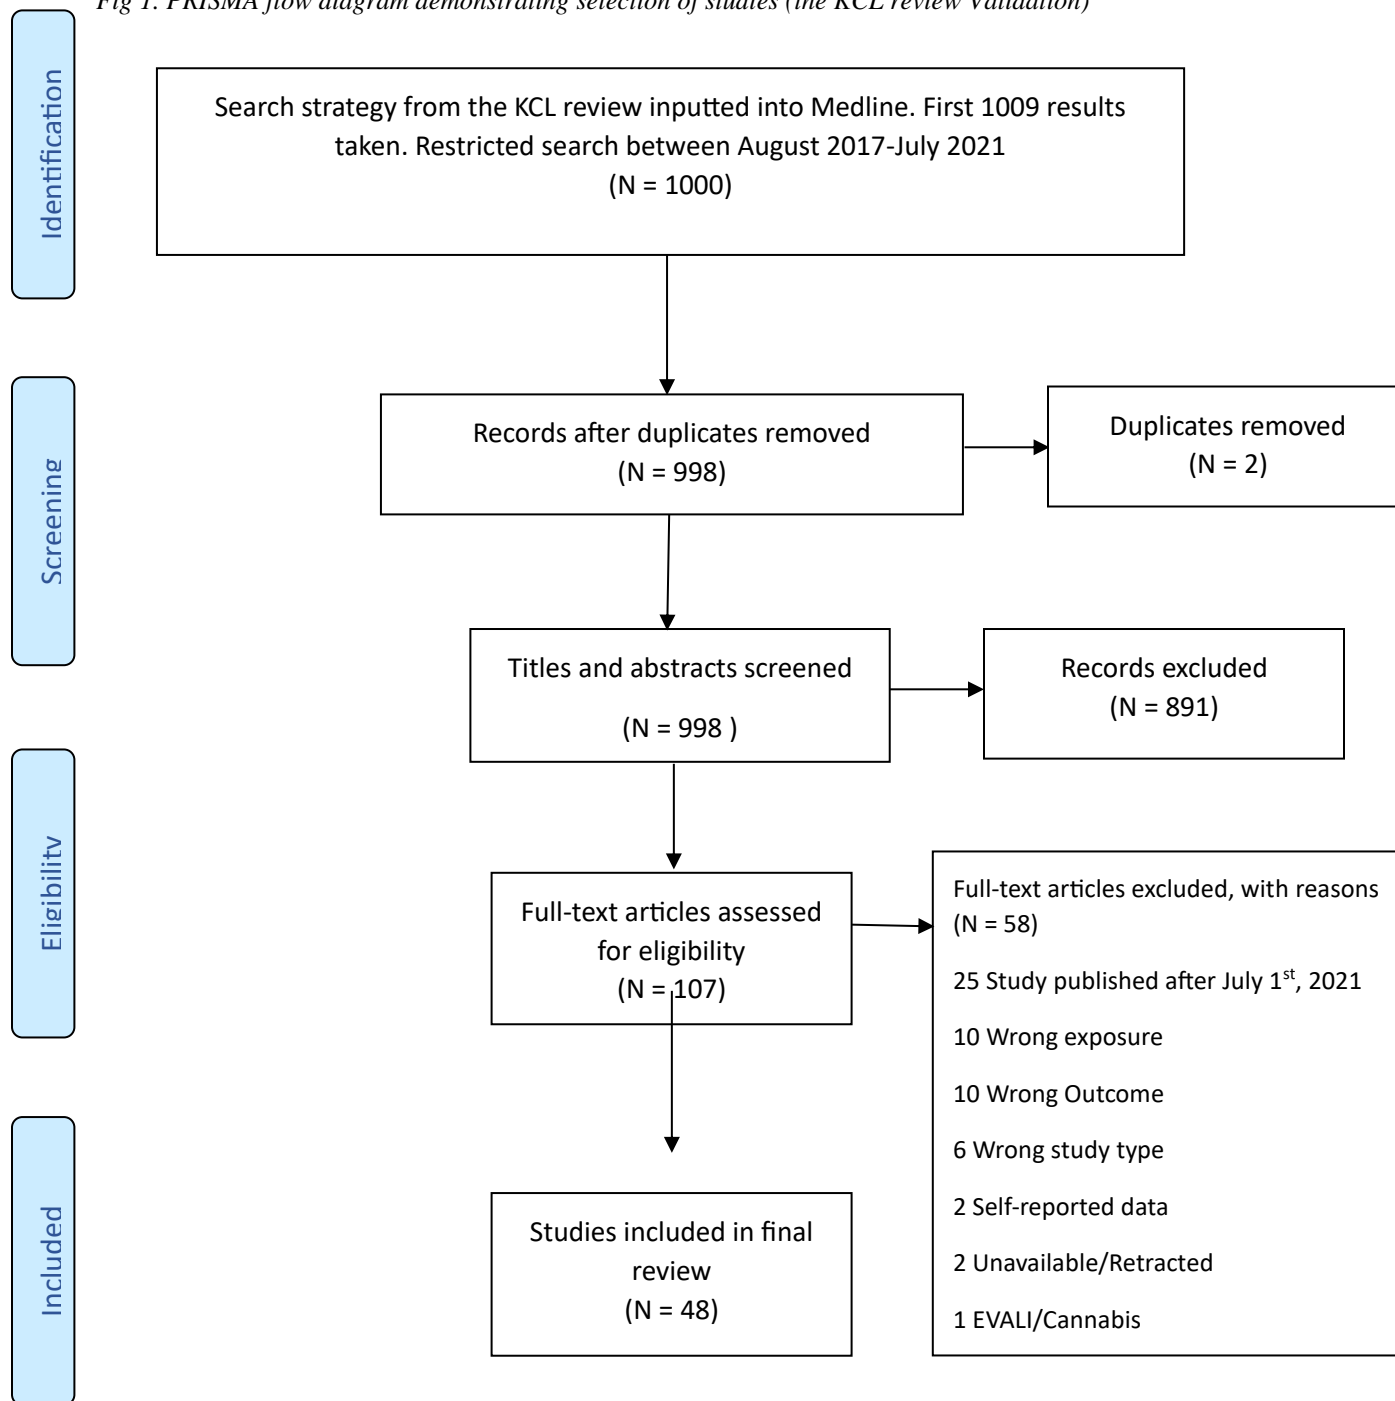 Fig 1. PRISMA flow diagram demonstrating selection of studies (the KCL review Validation)
Identification
Search strategy from the KCL review inputted into Medline. First 1009 results
taken. Restricted search between August 2017-July 2021
(N = 1000)
Screening
Records after duplicates removed
(N = 998)
Duplicates removed
(N = 2)
Titles and abstracts screened
(N = 998 )
Records excluded
(N = 891)
Eligibility
Full-text articles assessed
for eligibility
(N = 107)
Full-text articles excluded, with reasons
(N = 58)
25 Study published after July 1st, 2021
10 Wrong exposure
10 Wrong Outcome
6 Wrong study type
2 Self-reported data
2 Unavailable/Retracted
1 EVALI/Cannabis
Included
Studies included in final
review
(N = 48)